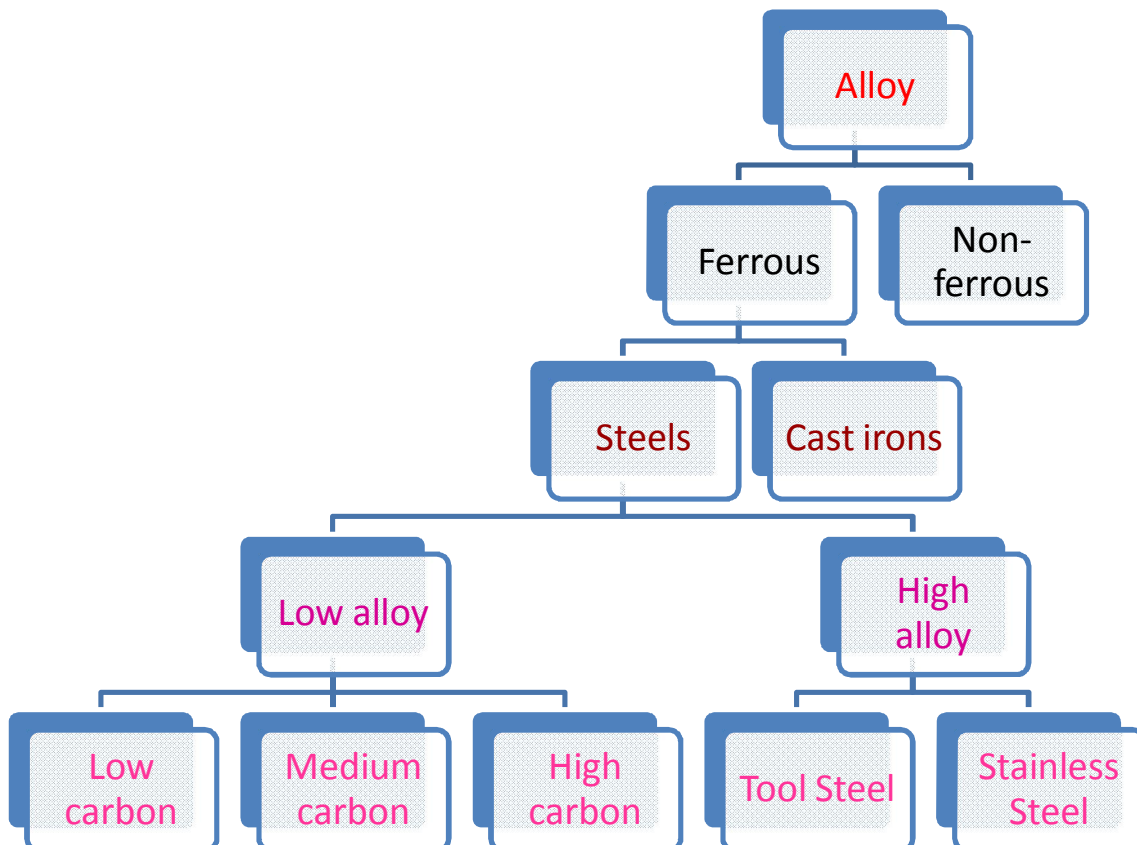 Alloy
Ferrous
Non-
ferrous
Steels
Cast irons
Low alloy
High
alloy
Low
carbon
Medium
carbon
High
carbon
Tool Steel
Stainless
Steel